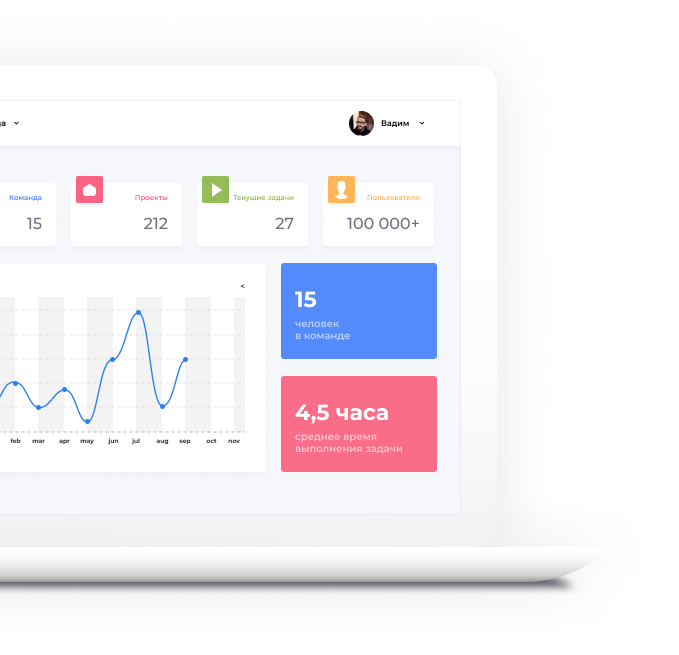 да
Вадим
Команда
Проекты
Текущие задачи
Пользователи
15
212
27
100 000+
<
15
человек
в команде
4,5 часа
среднее время
выполнения задачи
feb mar apr may jun jul aug sep oct nov